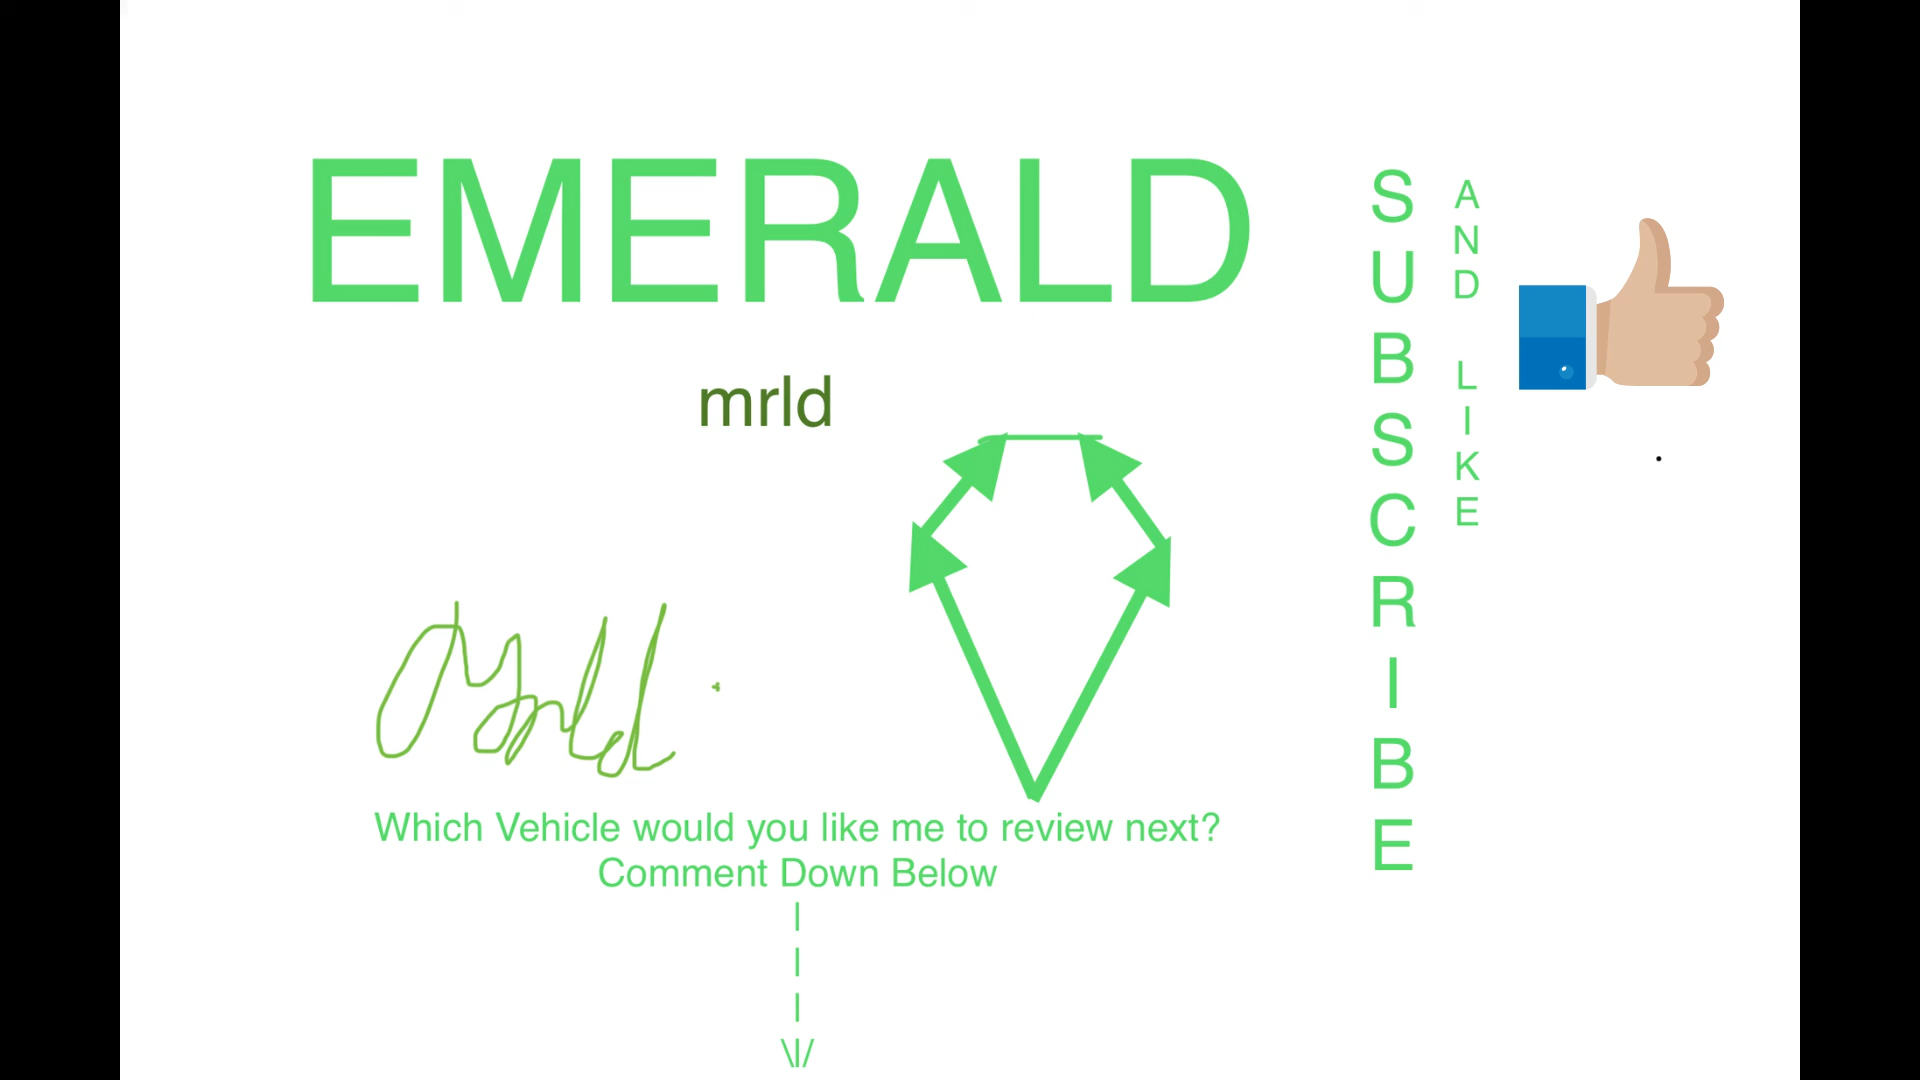 EMERALD
mrld
Which Vehicle would you like me to review next?
Comment Down Below
SUBSCRIBE
AND LIKE